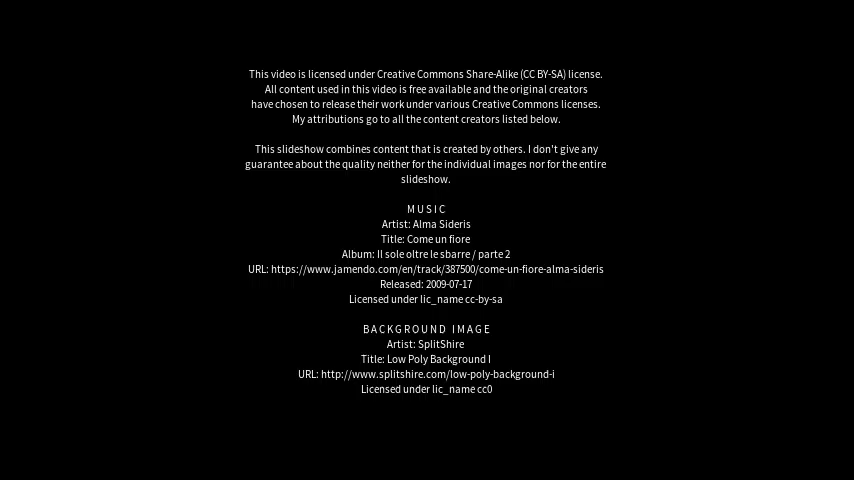 This video is licensed under Creative Commons Share-Alike (CC BY-SA) license.
All content used in this video is free available and the original creators
have chosen to release their work under various Creative Commons licenses.
My attributions go to all the content creators listed below.
This slideshow combines content that is created by others. I don't give any
guarantee about the quality neither for the individual images nor for the entire
slideshow.
MUSIC
Artist: Alma Sideris
Title: Come un fiore
Album: Il sole oltre le sbarre / parte 2
URL: https://www.jamendo.com/en/track/387500/come-un-fiore-alma-sideris
Released: 2009-07-17
Licensed under lic_name cc-by-sa
BACKGROUND IMAGE
Artist: SplitShire
Title: Low Poly Background I
URL: http://www.splitshire.com/low-poly-background-i
Licensed under lic_name cc0